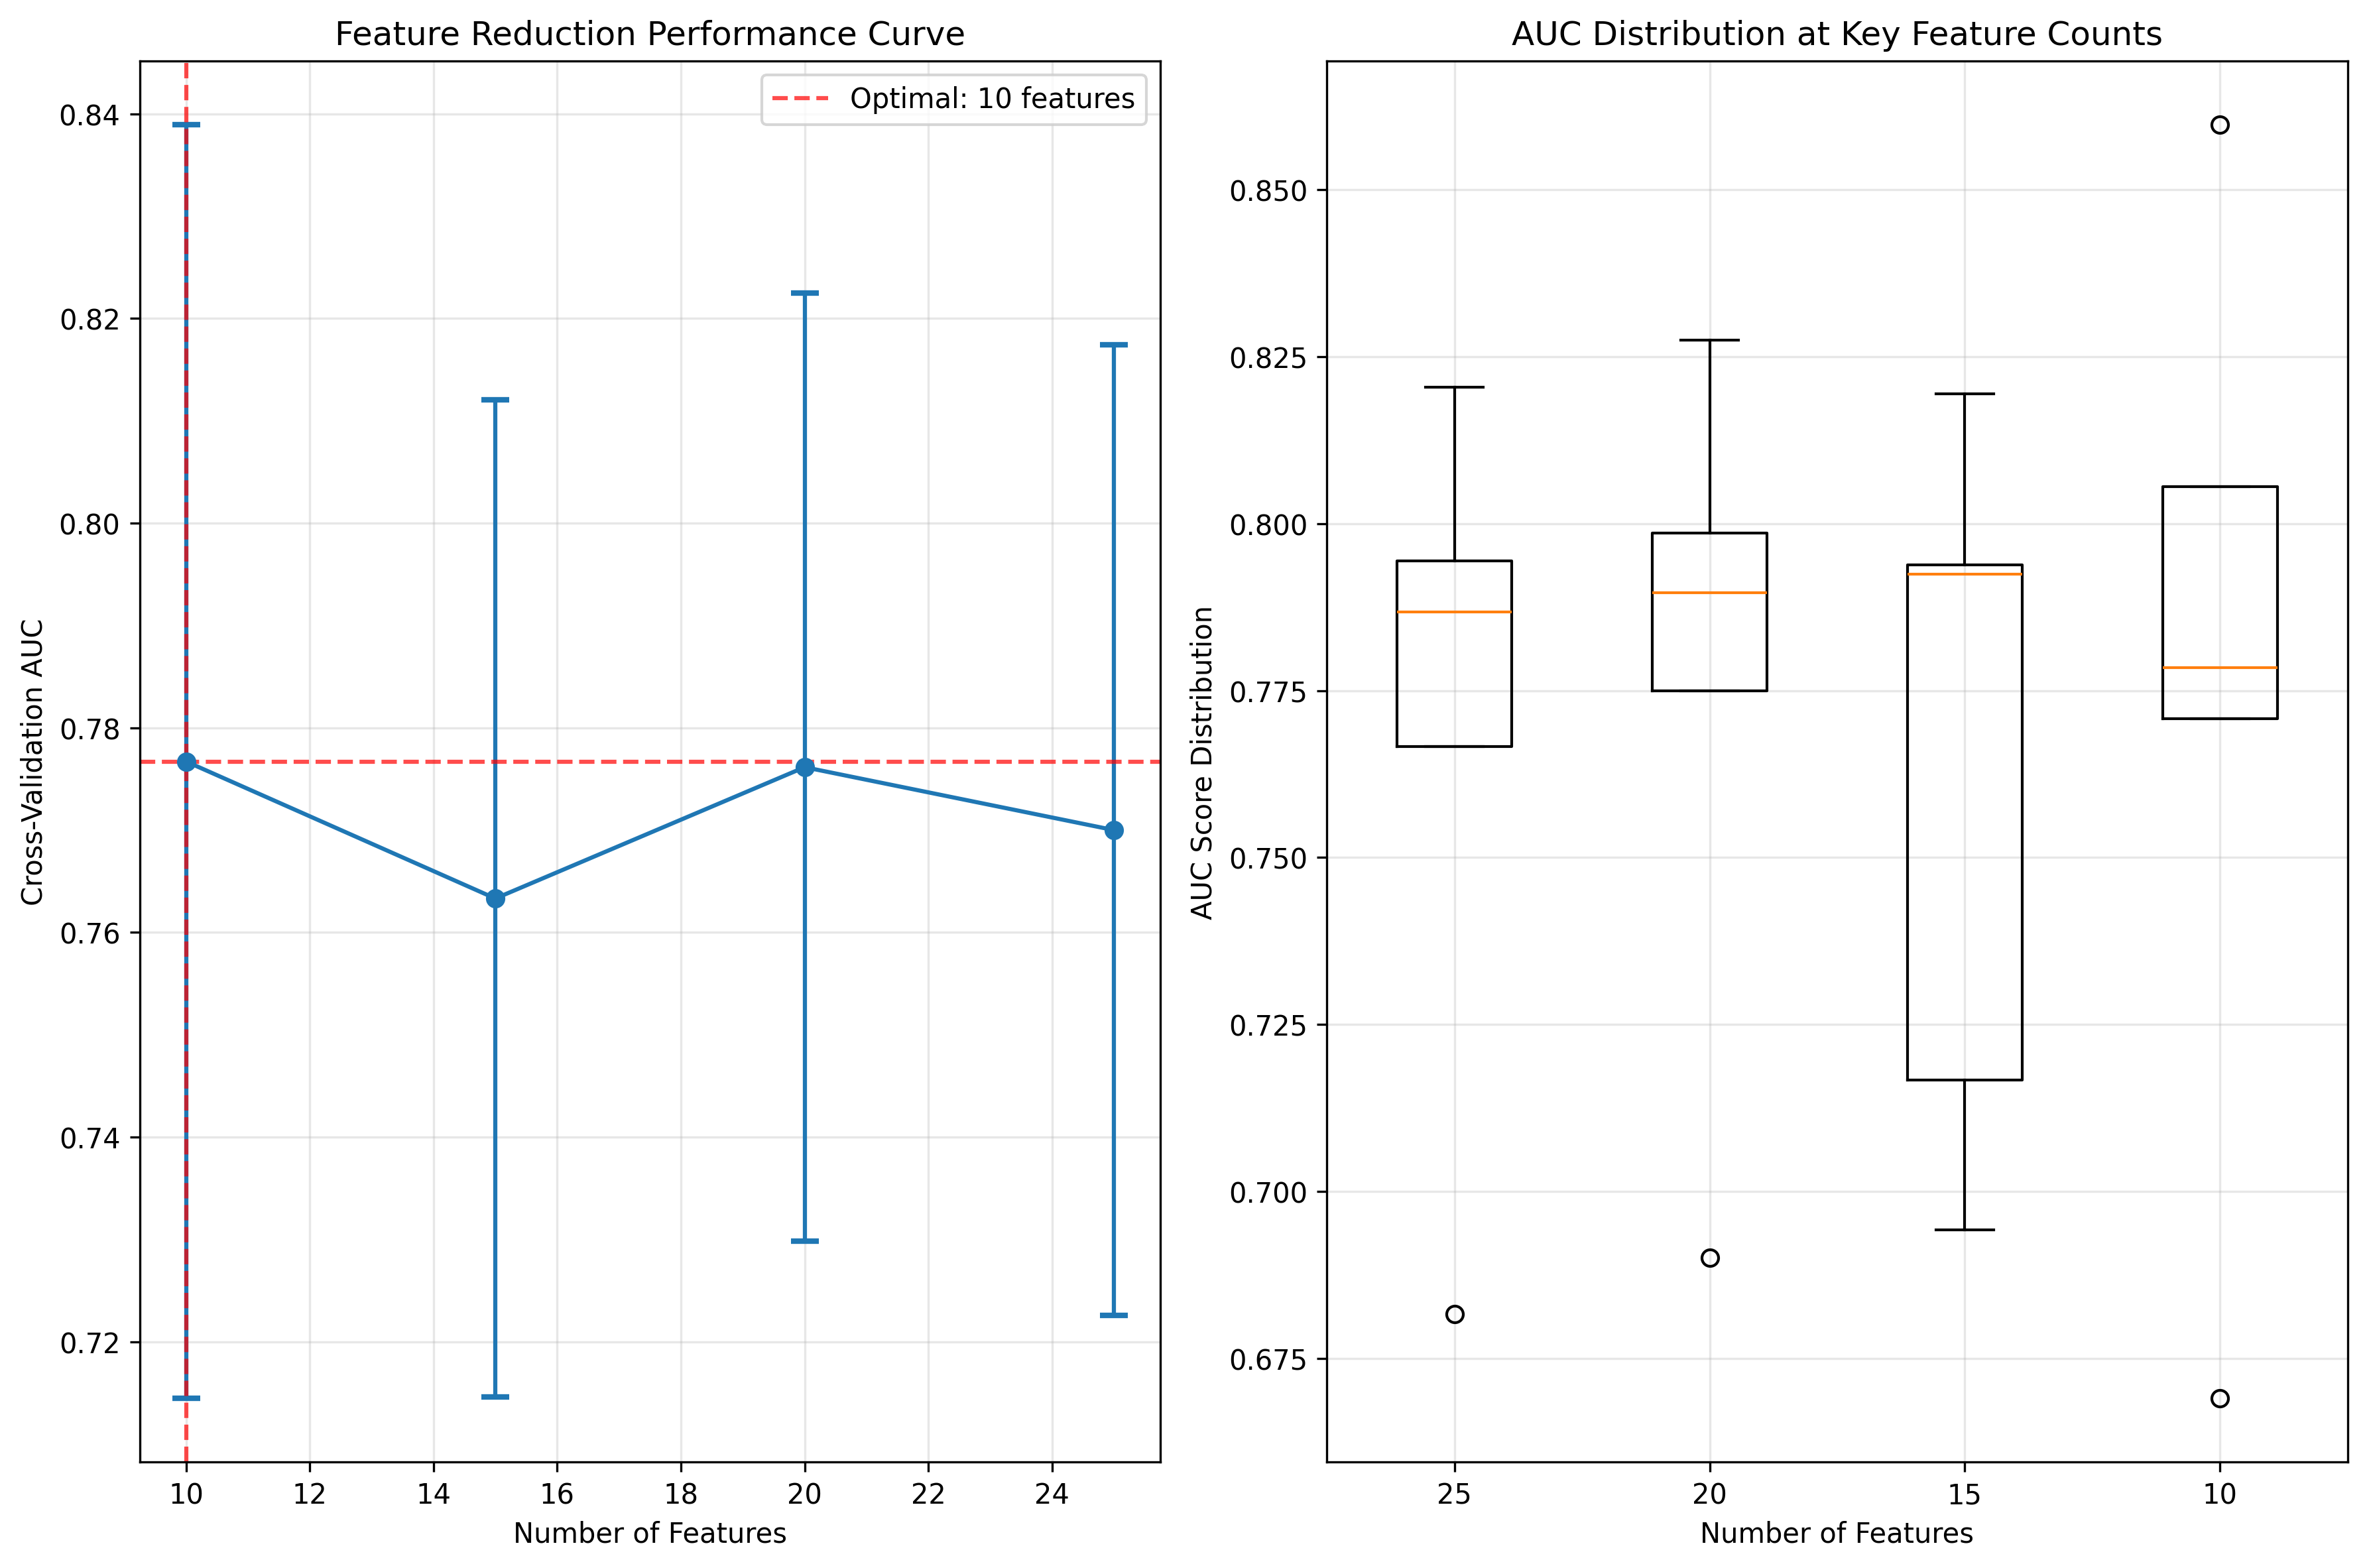 Feature Reduction Performance Curve
Optimal: 10 features
Cross-Validation AUC
0.84
0.82
0.80
0.78
0.76
0.74
0.72
10 12 14 16 18 20 22 24
Number of Features
AUC Distribution at Key Feature Counts
AUC Score Distribution
0.850
0.825
0.800
0.775
0.750
0.725
0.700
0.675
25 20 15 10
Number of Features